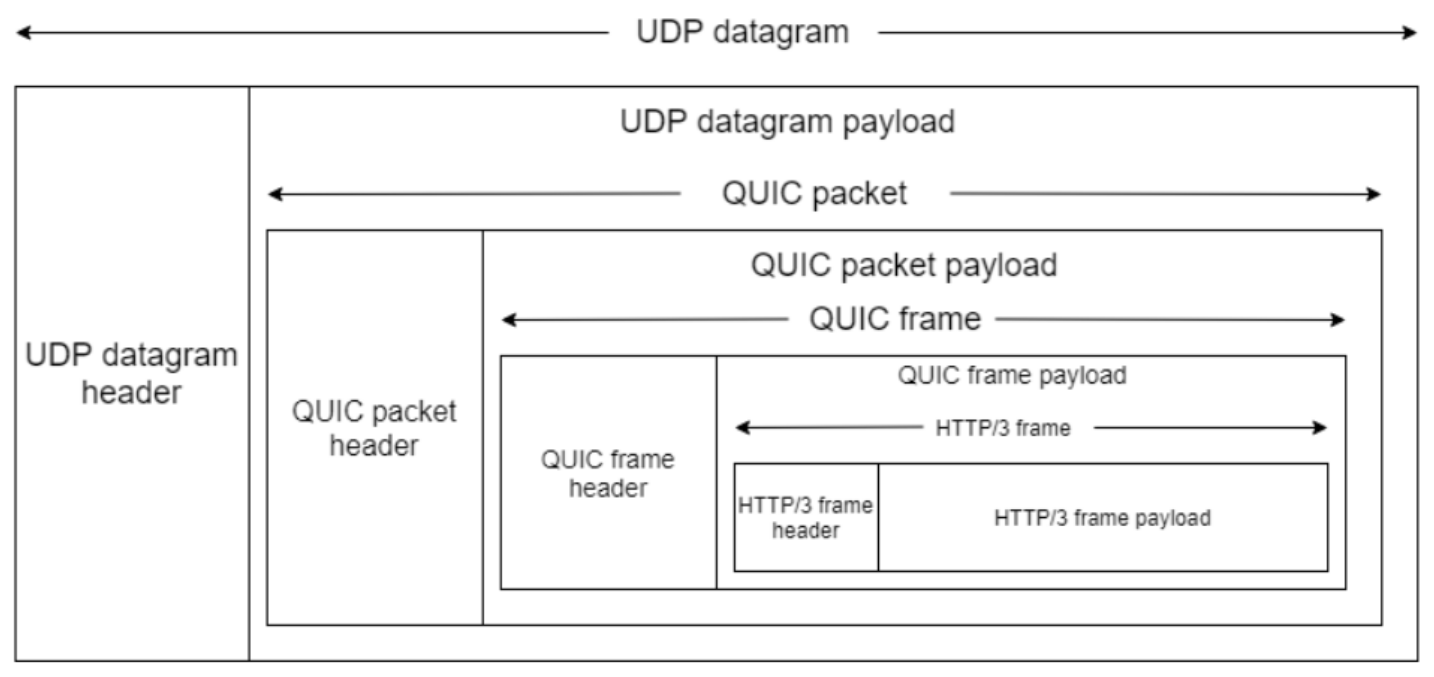 UDP datagram
UDP datagram payload
QUIC packet
QUIC packet payload
QUIC frame
UDP datagram
header
QUIC packet
header
QUIC frame
header
QUIC frame payload
HTTP/3 frame
HTTP/3 frame
header
HTTP/3 frame payload